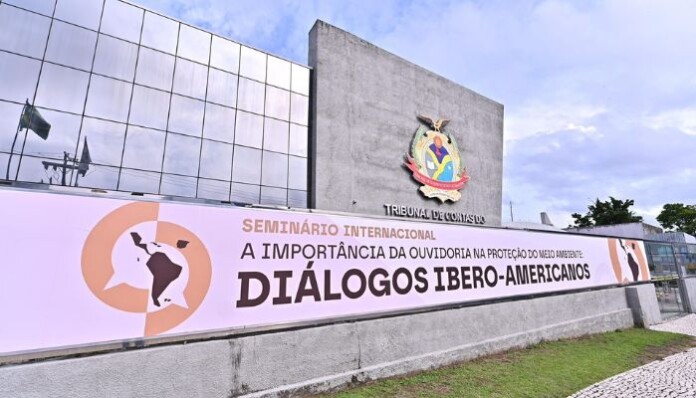 TRIBUNAL DE CONTAS DO
SEMINÁRIO INTERNACIONAL
A IMPORTÂNCIA DA OUVIDORIA NA PROTEÇÃO DO MEIO AMBIENTE:
DIÁLOGOS IBERO-AMERICANOS